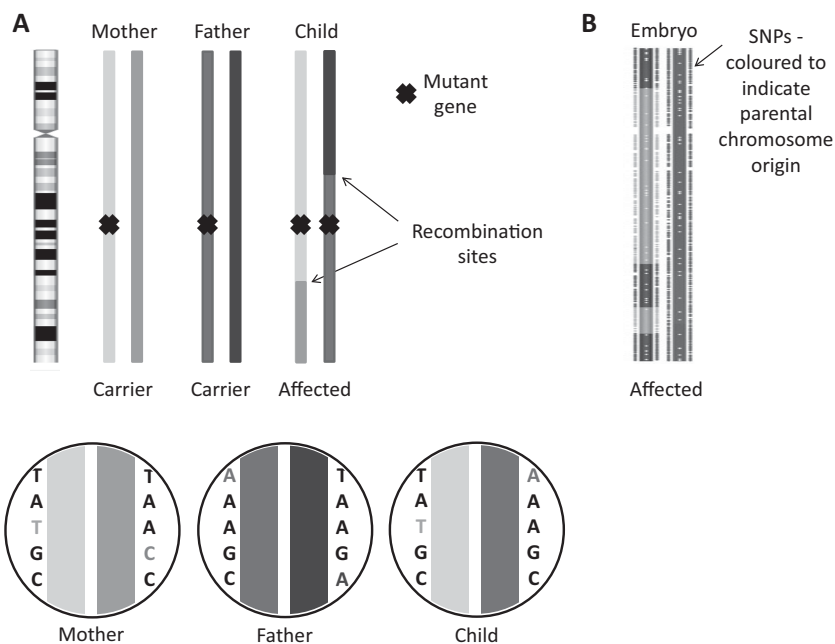 A
Mother
Father
Child
Mutant
gene
Recombination
sites
Carrier
Carrier
Affected
B
Embryo
SNPs -
coloured to
indicate
parental
chromosome
origin
Affected
T T
A A
T A
G C
C C
Mother
A T
A A
A A
G G
C A
Father
T A
A A
T A
G G
C C
Child